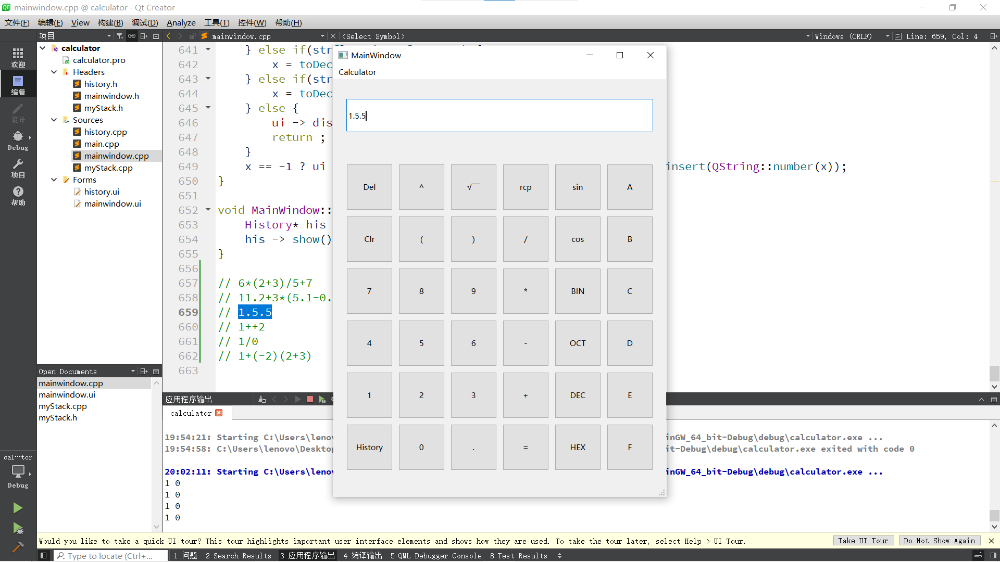 mainwindow.cpp @ calculator - Qt Creator
文件(F) 编辑(E) View 构建(B) 调试(D) Analyze 工具(T) 控件(W) 帮助(H)
项目
mainwindow.cpp
<Select Symbol>
Windows (CRLF)
Line: 659, Col: 4
欢迎
编辑
设计
Debug
项目
帮助
calculator
calculator.pro
Headers
history.h
mainwindow.h
myStack.h
Sources
history.cpp
main.cpp
mainwindow.cpp
myStack.cpp
Forms
history.ui
mainwindow.ui
641 } else if(str
642 x = toDec
643 } else if(str
644 x = toDec
645 } else {
646 ui -> dis
647 return ;
648 }
649 x == -1 ? ui insert(QString::number(x));
650 }
651
652 void MainWindow::
653 History* his
654 his -> show()
655 }
656
657 // 6*(2+3)/5+7
658 // 11.2+3*(5.1-0.
659 // 1.5.5
660 // 1++2
661 // 1/0
662 // 1+(-2)(2+3)
663
MainWindow
Calculator
1.5.5
Del ^ √‾ rcp sin A
Clr ( ) / cos B
7 8 9 * BIN C
4 5 6 - OCT D
1 2 3 + DEC E
History 0 . = HEX F
Open Documents
mainwindow.cpp
mainwindow.ui
myStack.cpp
myStack.h
应用程序输出
calculator
19:54:21: Starting C:\Users\leno inGW_64_bit-Debug\debug\calculator.exe ...
19:54:58: C:\Users\lenovo\Deskto it-Debug\debug\calculator.exe exited with code 0
20:02:11: Starting C:\Users\leno inGW_64_bit-Debug\debug\calculator.exe ...
1 0
1 0
1 0
1 0
cal···tor
Debug
Would you like to take a quick UI tour? This tour highlights important user interface elements and shows how they are used. To take the tour later, select Help > UI Tour.
Take UI Tour
Do Not Show Again
Type to locate (Ctrl+...
1 问题 2 Search Results 3 应用程序输出 4 编译输出 5 QML Debugger Console 8 Test Results